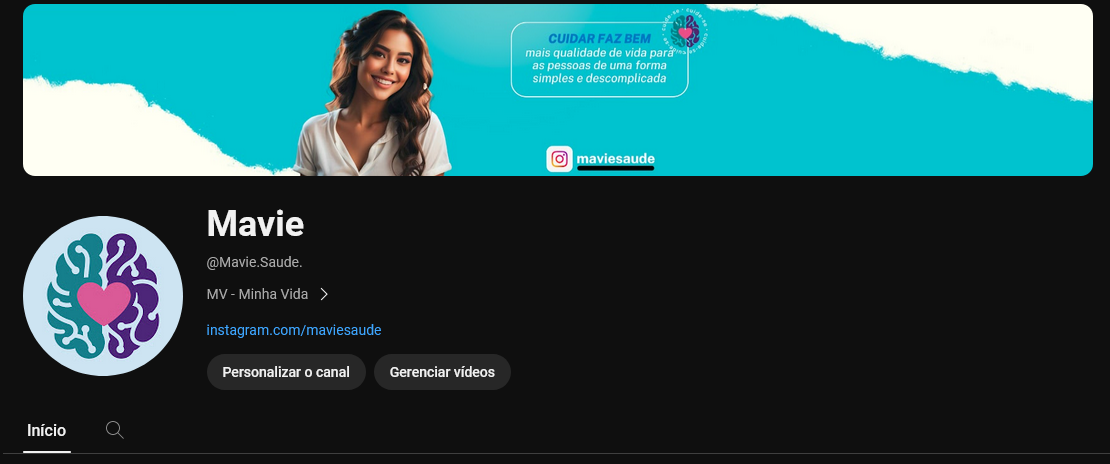 CUIDAR FAZ BEM
mais qualidade de vida para
as pessoas de uma forma
simples e descomplicada
maviesaude
Mavie
@Mavie.Saude.
MV - Minha Vida
instagram.com/maviesaude
Personalizar o canal
Gerenciar vídeos
Início